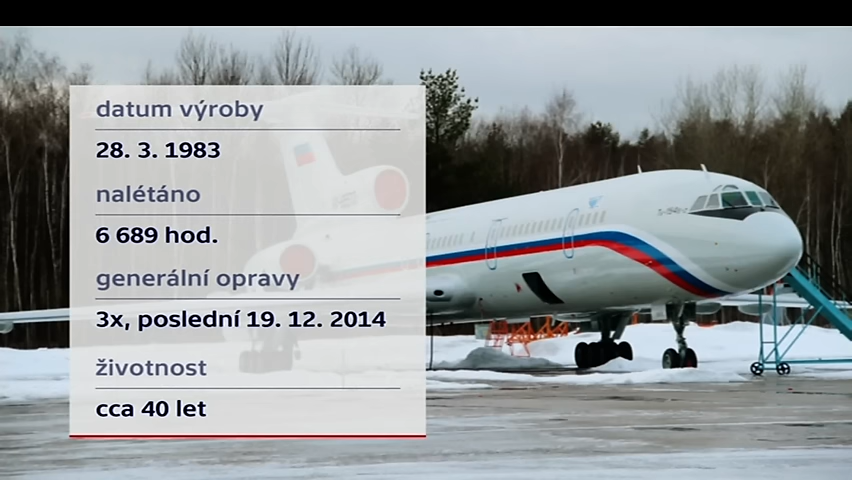 datum výroby
28. 3. 1983
nalétáno
6 689 hod.
generální opravy
3x, poslední 19. 12. 2014
životnost
cca 40 let